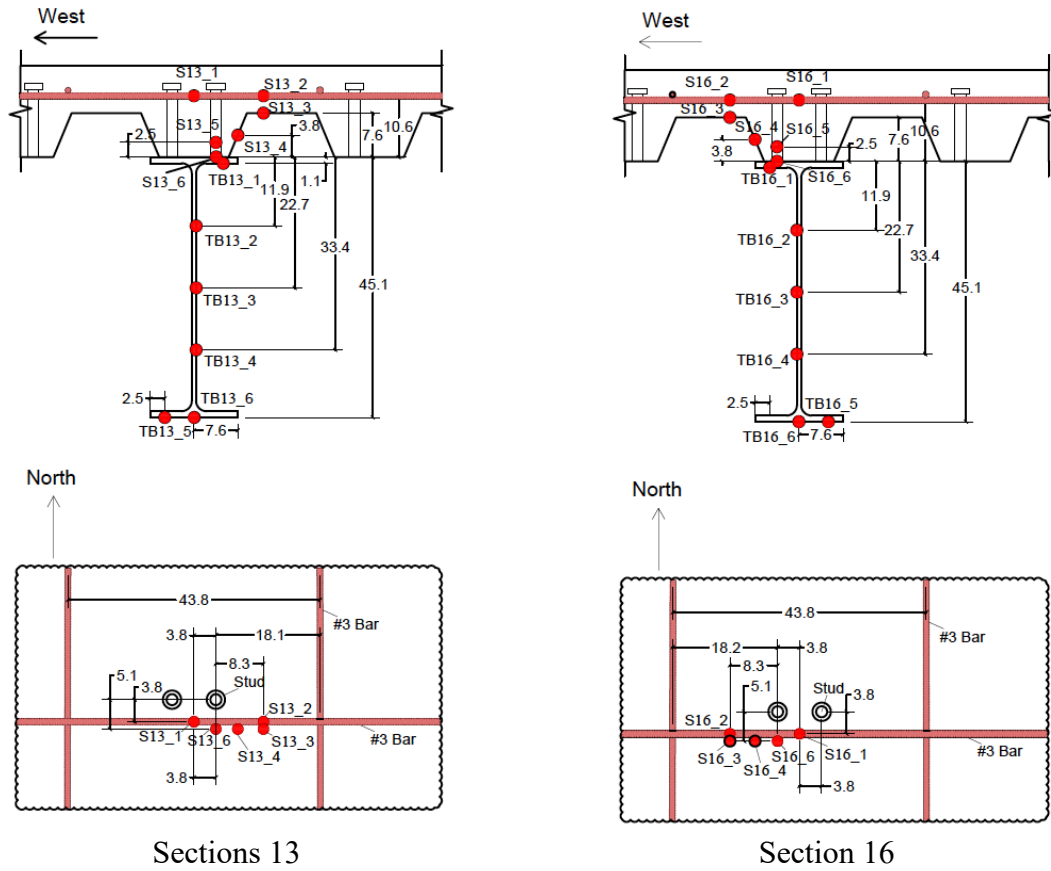 West
S13_1
S13_2
S13_3
S13_5
3.8
2.5
7.6
10.6
S13_4
S13_6
TB13_1
1.1
11.9
22.7
TB13_2
33.4
45.1
TB13_3
TB13_4
2.5
TB13_6
TB13_5
7.6
North
43.8
#3 Bar
3.8
18.1
5.1
3.8
8.3
Stud
S13_2
S13_1
S13_6
S13_3
S13_4
#3 Bar
3.8
Sections 13
West
S16_2
S16_1
S16_3
S16_4
S16_5
7.6
10.6
3.8
2.5
TB16_1
S16_6
11.9
22.7
TB16_2
33.4
45.1
TB16_3
TB16_4
2.5
TB16_5
TB16_6
7.6
North
43.8
#3 Bar
18.2
3.8
8.3
5.1
Stud
3.8
S16_2
S16_3
S16_6
S16_1
#3 Bar
S16_4
3.8
Section 16